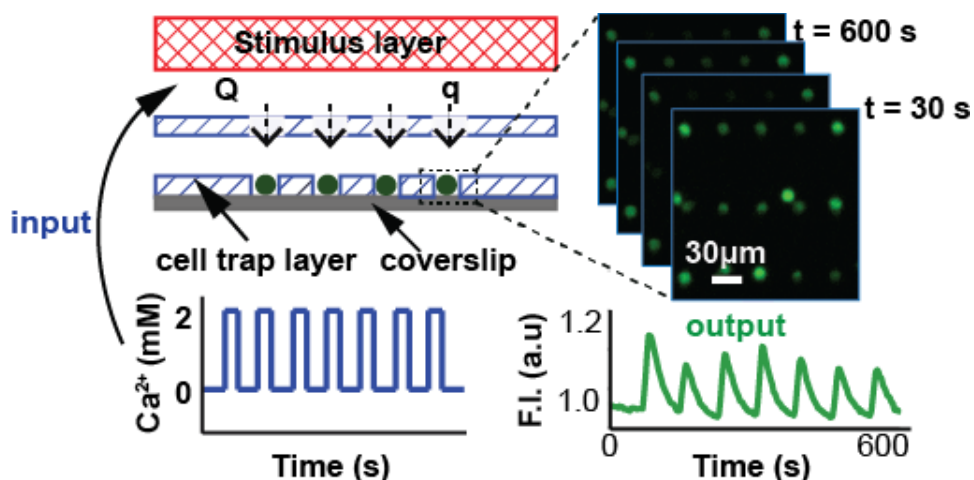 Stimulus layer
Q
q
input
cell trap layer
coverslip
t = 600 s
t = 30 s
30μm
Ca²⁺ (mM)
2
0
Time (s)
output
F.I. (a.u)
1.2
1.0
0
600
Time (s)